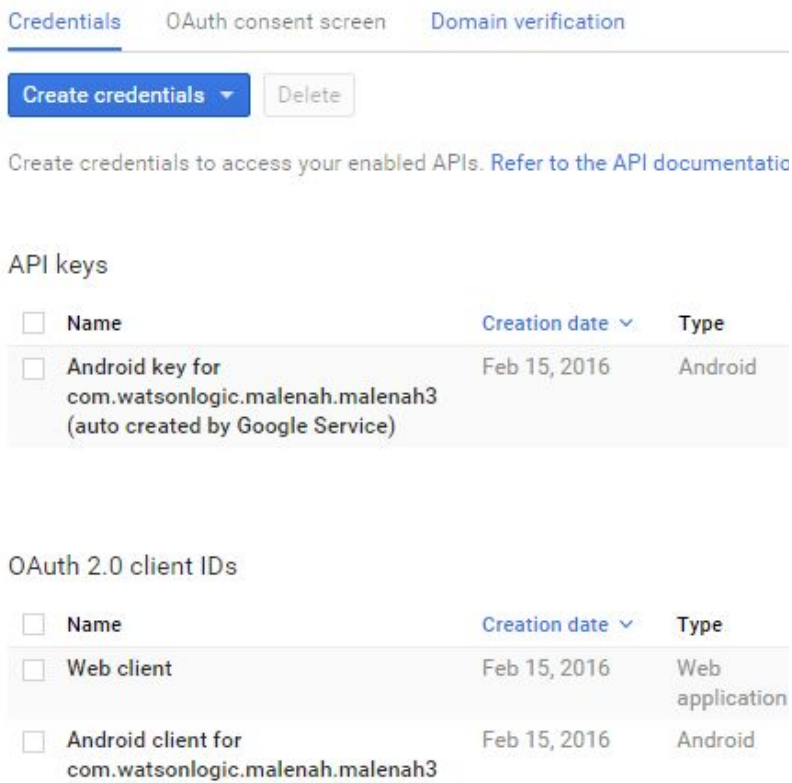 Credentials OAuth consent screen Domain verification
Create credentials Delete
Create credentials to access your enabled APIs. Refer to the API documentatio
API keys
Name Creation date Type
Android key for Feb 15, 2016 Android
com.watsonlogic.malenah.malenah3
(auto created by Google Service)
OAuth 2.0 client IDs
Name Creation date Type
Web client Feb 15, 2016 Web
application
Android client for Feb 15, 2016 Android
com.watsonlogic.malenah.malenah3